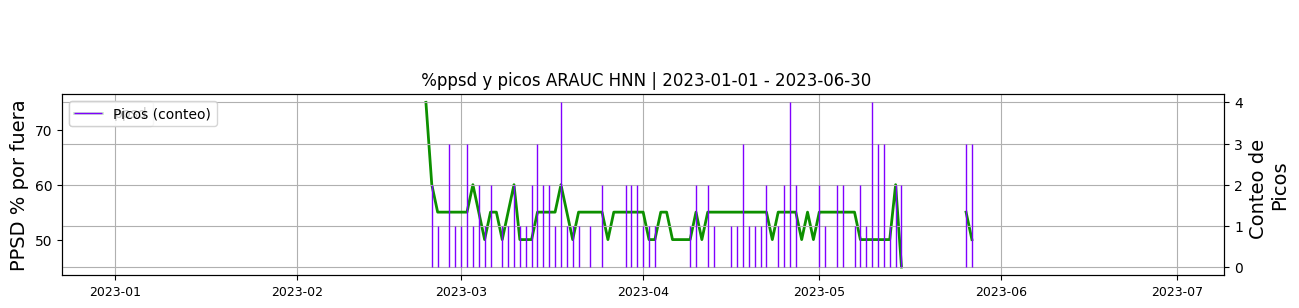 %ppsd y picos ARAUC HNN | 2023-01-01 - 2023-06-30
PPSD % por fuera
70
60
50
Picos (conteo)
4
3
2
1
0
Conteo de
Picos
2023-01 2023-02 2023-03 2023-04 2023-05 2023-06 2023-07